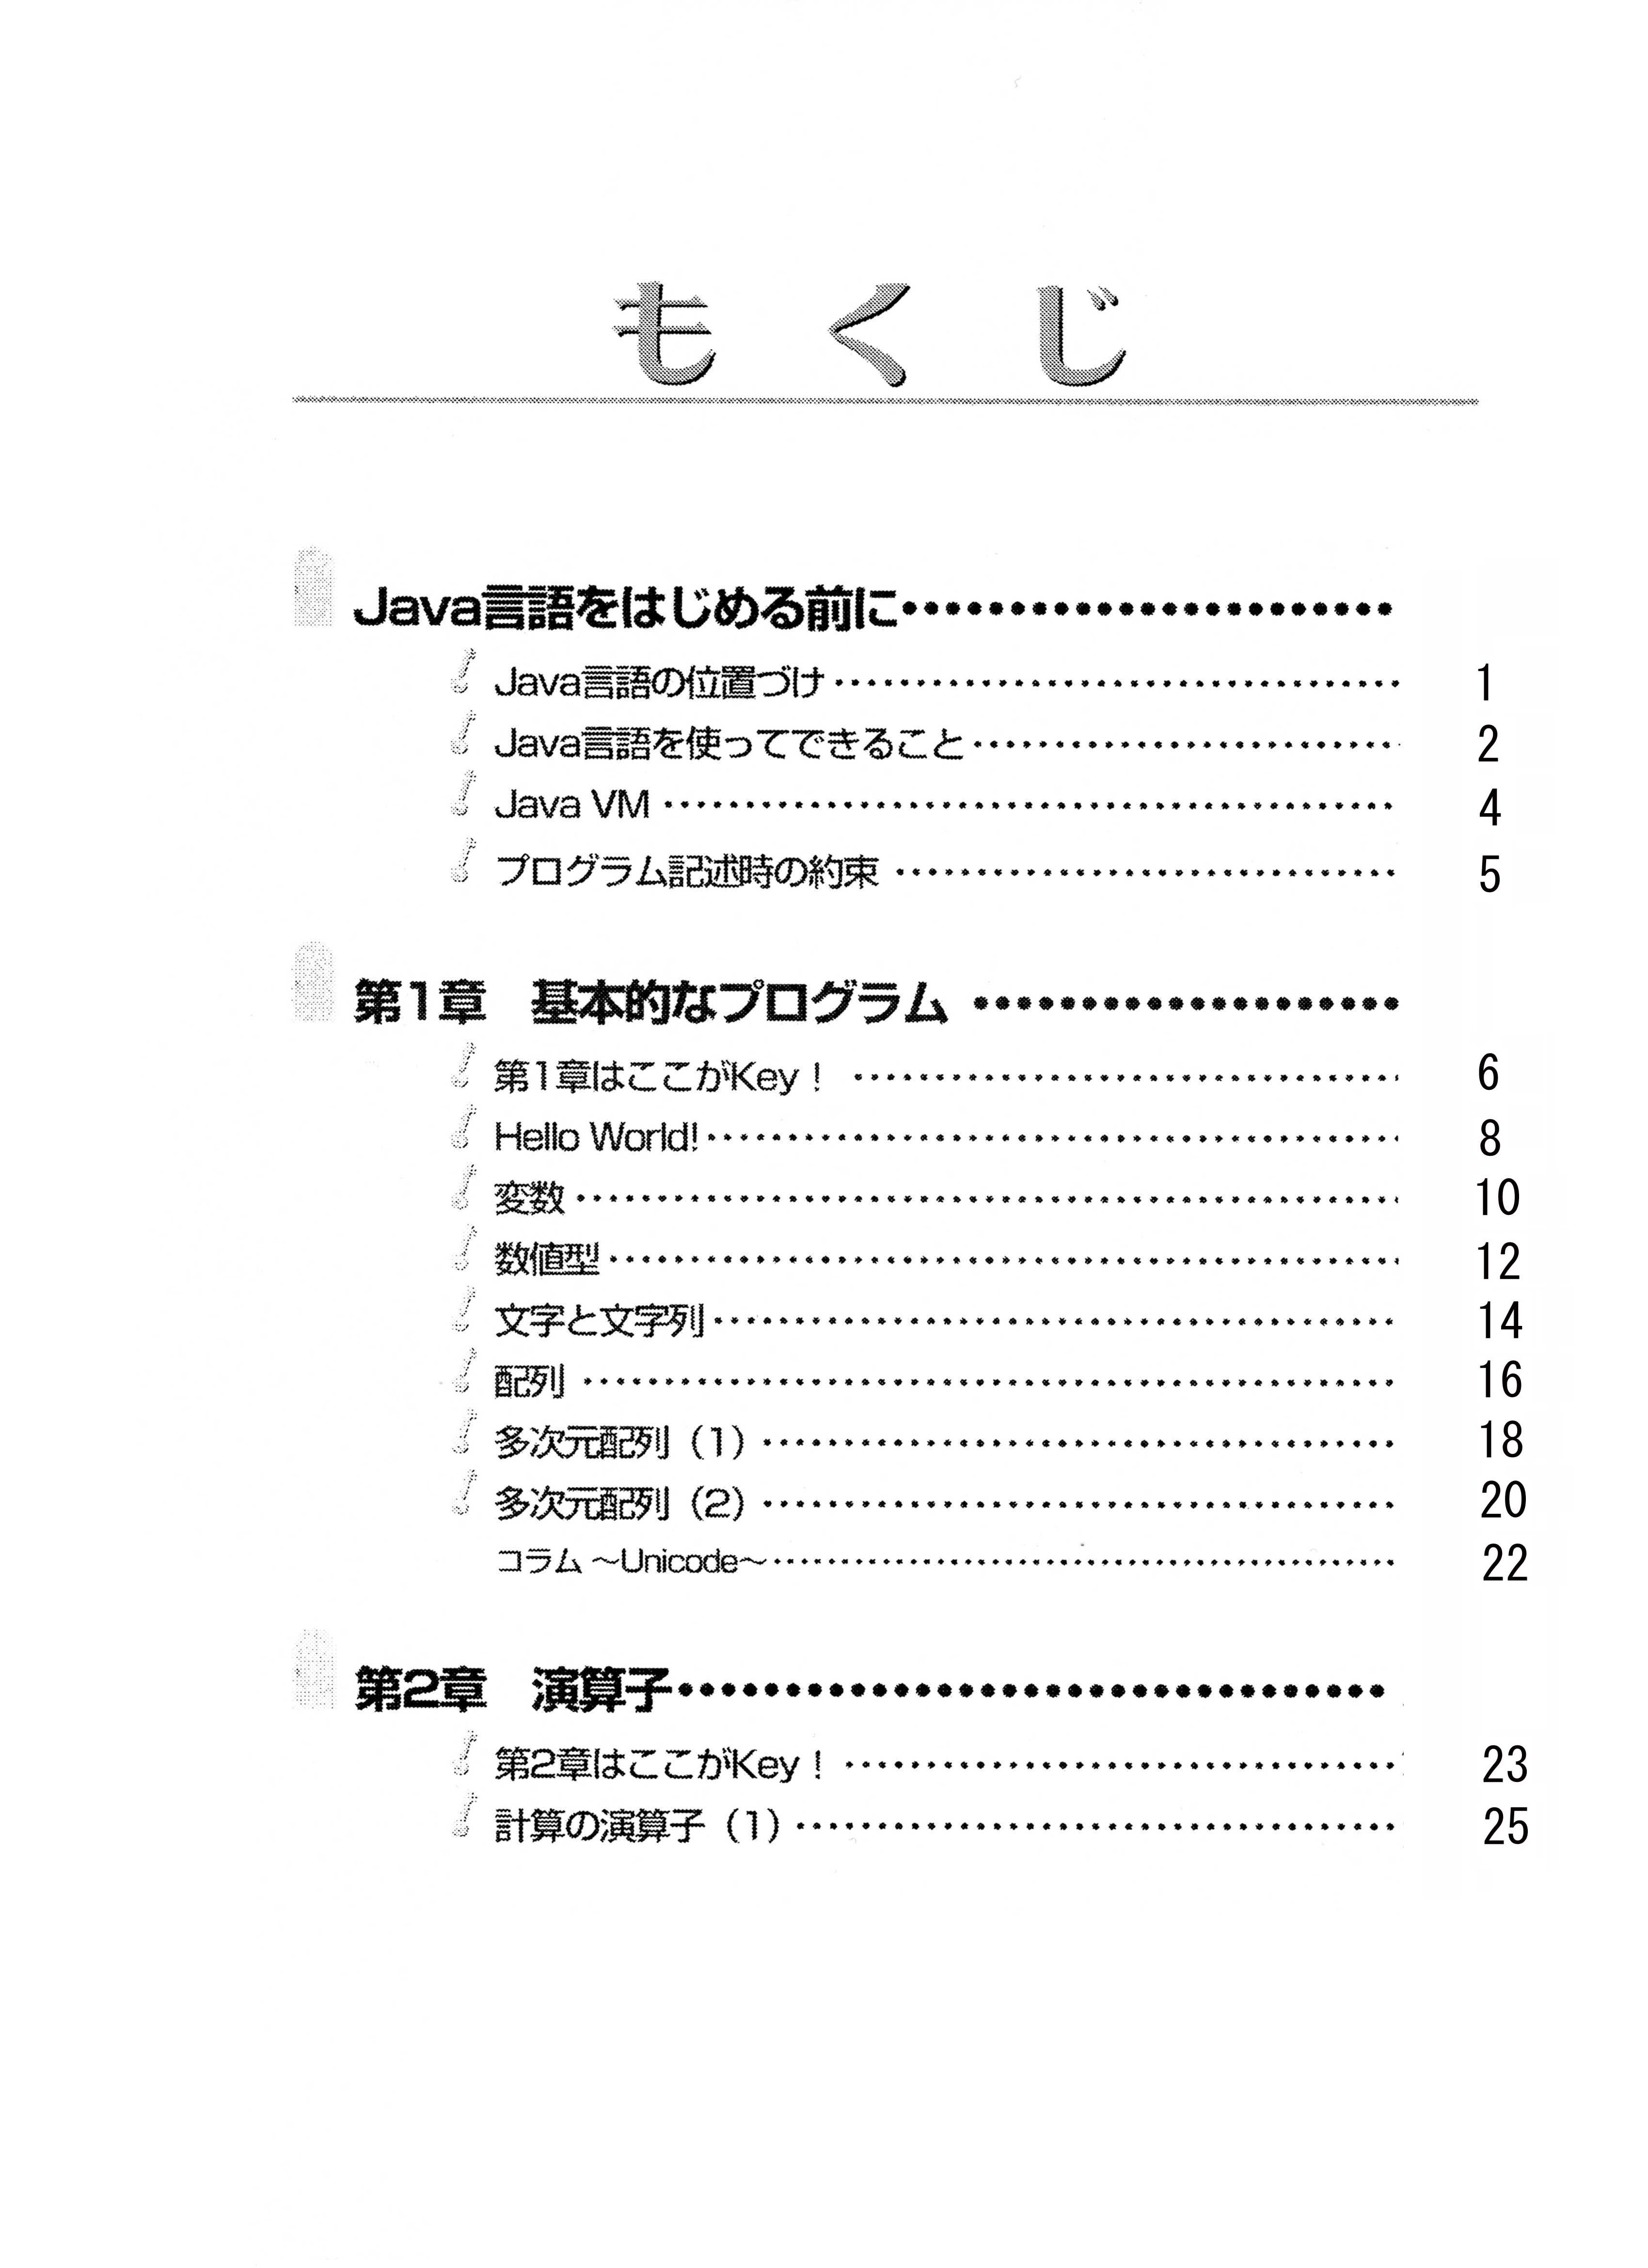 もくじ
Java言語をはじめる前に・・・・・・・・・・・・・・・・・・・・・・・
Java言語の位置づけ・・・・・・・・・・・・・・・・・・・・・・・・・・・・・・・・・・・ 1
Java言語を使ってできること・・・・・・・・・・・・・・・・・・・・・・・・・・ 2
Java VM・・・・・・・・・・・・・・・・・・・・・・・・・・・・・・・・・・・・・・・・・・・・・ 4
プログラム記述時の約束・・・・・・・・・・・・・・・・・・・・・・・・・・・・・・・ 5
第1章　基本的なプログラム・・・・・・・・・・・・・・・・・・・・
第1章はここがKey！・・・・・・・・・・・・・・・・・・・・・・・・・・・・・・・・・・ 6
Hello World!・・・・・・・・・・・・・・・・・・・・・・・・・・・・・・・・・・・・・・・・・・・ 8
変数・・・・・・・・・・・・・・・・・・・・・・・・・・・・・・・・・・・・・・・・・・・・・・・・・・・ 10
数値型・・・・・・・・・・・・・・・・・・・・・・・・・・・・・・・・・・・・・・・・・・・・・・・・・ 12
文字と文字列・・・・・・・・・・・・・・・・・・・・・・・・・・・・・・・・・・・・・・・・・・ 14
配列・・・・・・・・・・・・・・・・・・・・・・・・・・・・・・・・・・・・・・・・・・・・・・・・・・ 16
多次元配列（1）・・・・・・・・・・・・・・・・・・・・・・・・・・・・・・・・・・・・・・・ 18
多次元配列（2）・・・・・・・・・・・・・・・・・・・・・・・・・・・・・・・・・・・・・・・ 20
コラム ～Unicode～・・・・・・・・・・・・・・・・・・・・・・・・・・・・・・・・・・・・・ 22
第2章　演算子・・・・・・・・・・・・・・・・・・・・・・・・・・・・・・・・・
第2章はここがKey！・・・・・・・・・・・・・・・・・・・・・・・・・・・・・・・・・・ 23
計算の演算子（1）・・・・・・・・・・・・・・・・・・・・・・・・・・・・・・・・・・・・・ 25